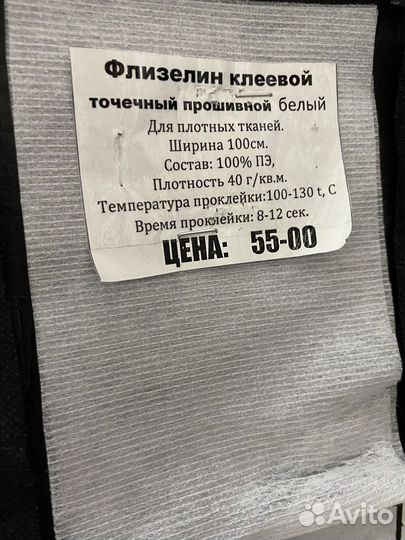 Флизелин клеевой
точечный прошивной белый
Для плотных тканей.
Ширина 100см.
Состав: 100% ПЭ,
Плотность 40 г/кв.м.
Температура проклейки:100-130 t, C
Время проклейки: 8-12 сек.
ЦЕНА: 55-00
Avito